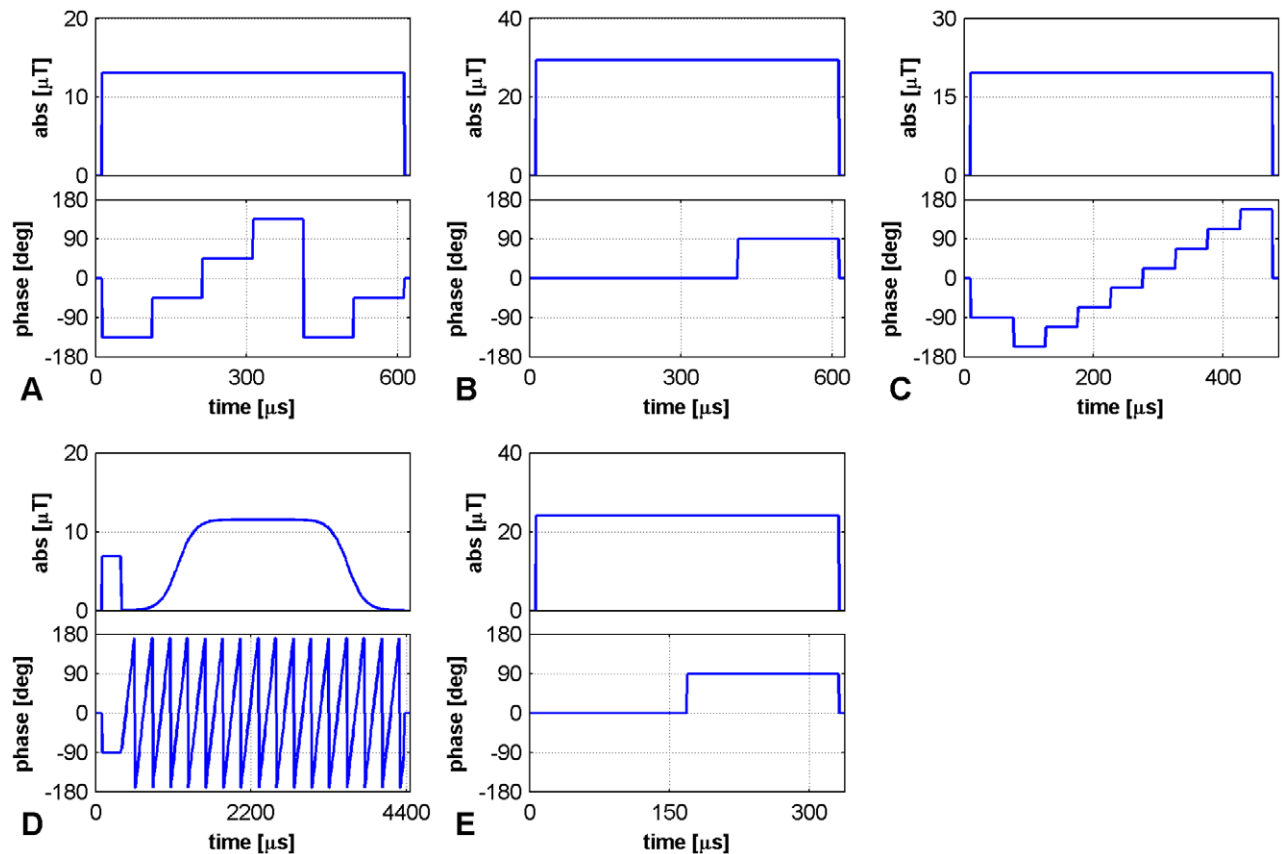 20
10
0
abs [μT]
180
90
0
-90
-180
phase [deg]
0 300 600
time [μs]
A
40
20
0
abs [μT]
180
90
0
-90
-180
phase [deg]
0 300 600
time [μs]
B
30
15
0
abs [μT]
180
90
0
-90
-180
phase [deg]
0 200 400
time [μs]
C
20
10
0
abs [μT]
180
90
0
-90
-180
phase [deg]
0 2200 4400
time [μs]
D
40
20
0
abs [μT]
180
90
0
-90
-180
phase [deg]
0 150 300
time [μs]
E